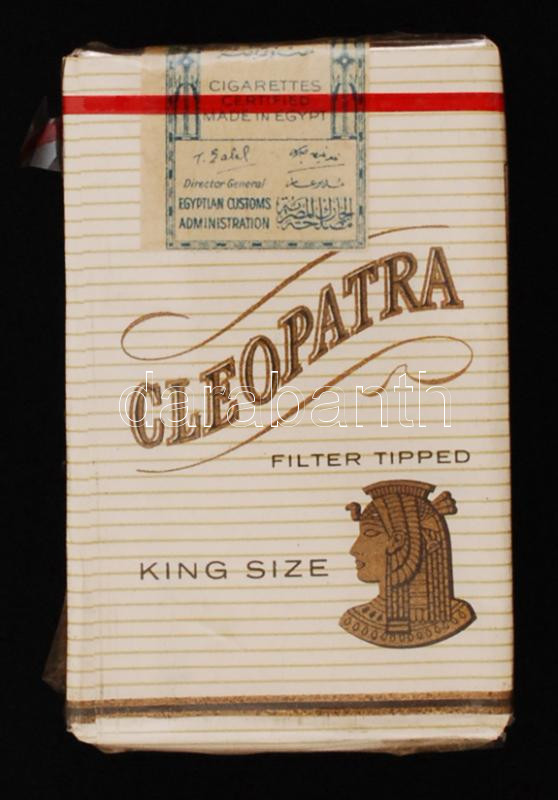 CIGARETTES
CERTIFIED
MADE IN EGYPT
Director General
EGYPTIAN CUSTOMS
ADMINISTRATION
CLEOPATRA
darabanth
FILTER TIPPED
KING SIZE